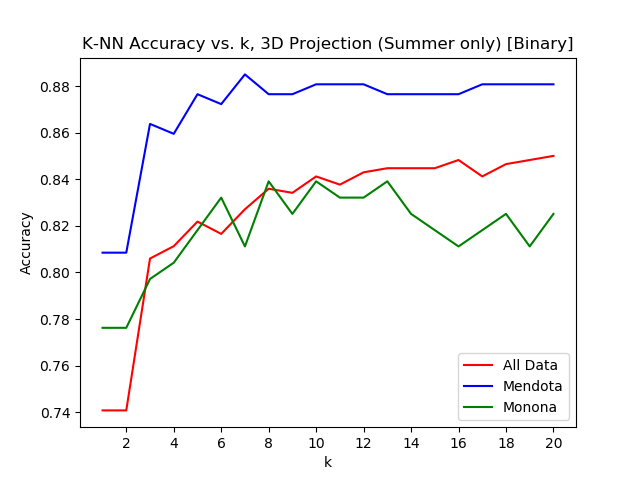 K-NN Accuracy vs. k, 3D Projection (Summer only) [Binary]
Accuracy
0.88
0.86
0.84
0.82
0.80
0.78
0.76
0.74
All Data
Mendota
Monona
2 4 6 8 10 12 14 16 18 20
k